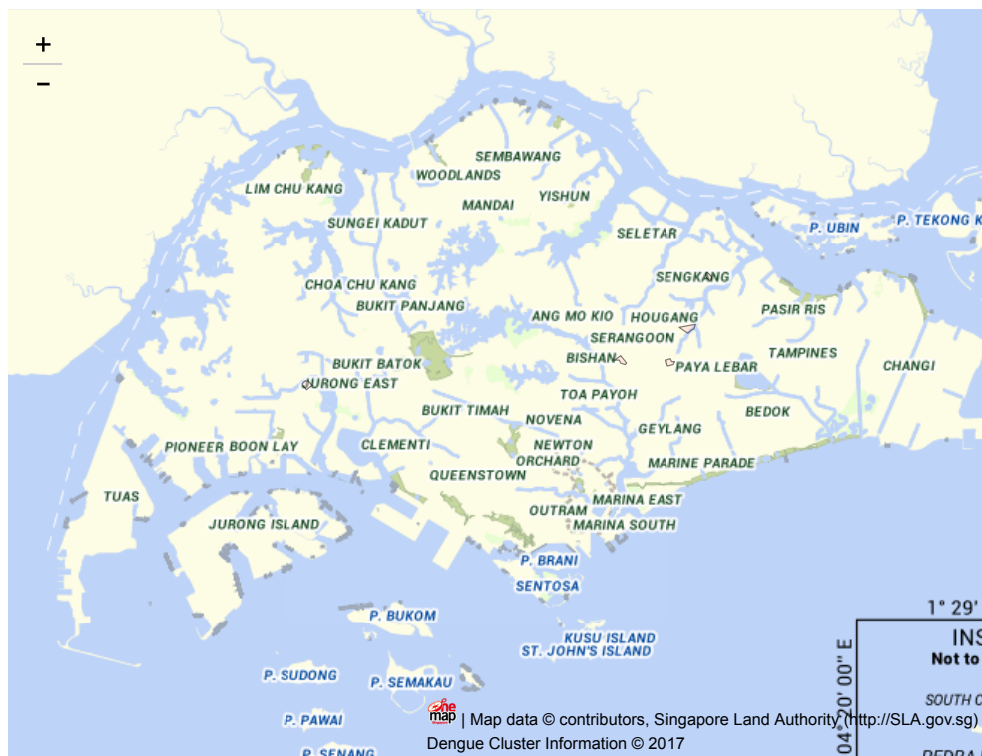 +
−
SEMBAWANG
WOODLANDS
LIM CHU KANG
YISHUN
MANDAI
SUNGEI KADUT
SELETAR
P. UBIN
P. TEKONG K
SENGKANG
CHOA CHU KANG
BUKIT PANJANG
ANG MO KIO
HOUGANG
PASIR RIS
SERANGOON
BISHAN
TAMPINES
BUKIT BATOK
PAYA LEBAR
CHANGI
JURONG EAST
TOA PAYOH
BUKIT TIMAH
BEDOK
NOVENA
GEYLANG
PIONEER
BOON LAY
CLEMENTI
NEWTON
ORCHARD
MARINE PARADE
QUEENSTOWN
TUAS
MARINA EAST
OUTRAM
JURONG ISLAND
MARINA SOUTH
P. BRANI
SENTOSA
P. BUKOM
KUSU ISLAND
ST. JOHN'S ISLAND
P. SUDONG
P. SEMAKAU
P. PAWAI
P. SENANG
1° 29'
INS
Not to
SOUTH C
PEDRA
04°20' 00" E
one
map
| Map data © contributors, Singapore Land Authority (http://SLA.gov.sg)
Dengue Cluster Information © 2017